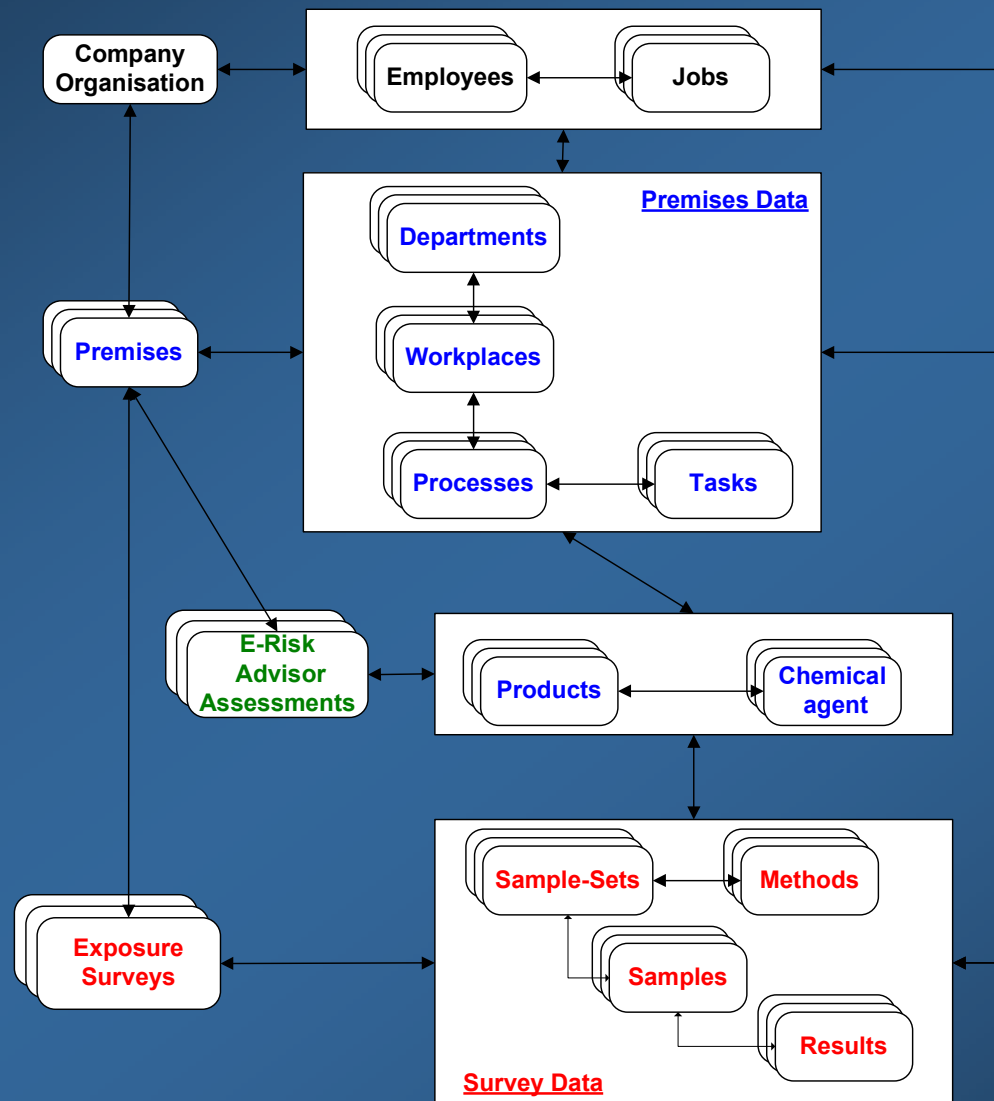 Company
Organisation
Employees
Jobs
Premises Data
Departments
Premises
Workplaces
Processes
Tasks
E-Risk
Advisor
Assessments
Products
Chemical
agent
Sample-Sets
Methods
Exposure
Surveys
Samples
Results
Survey Data